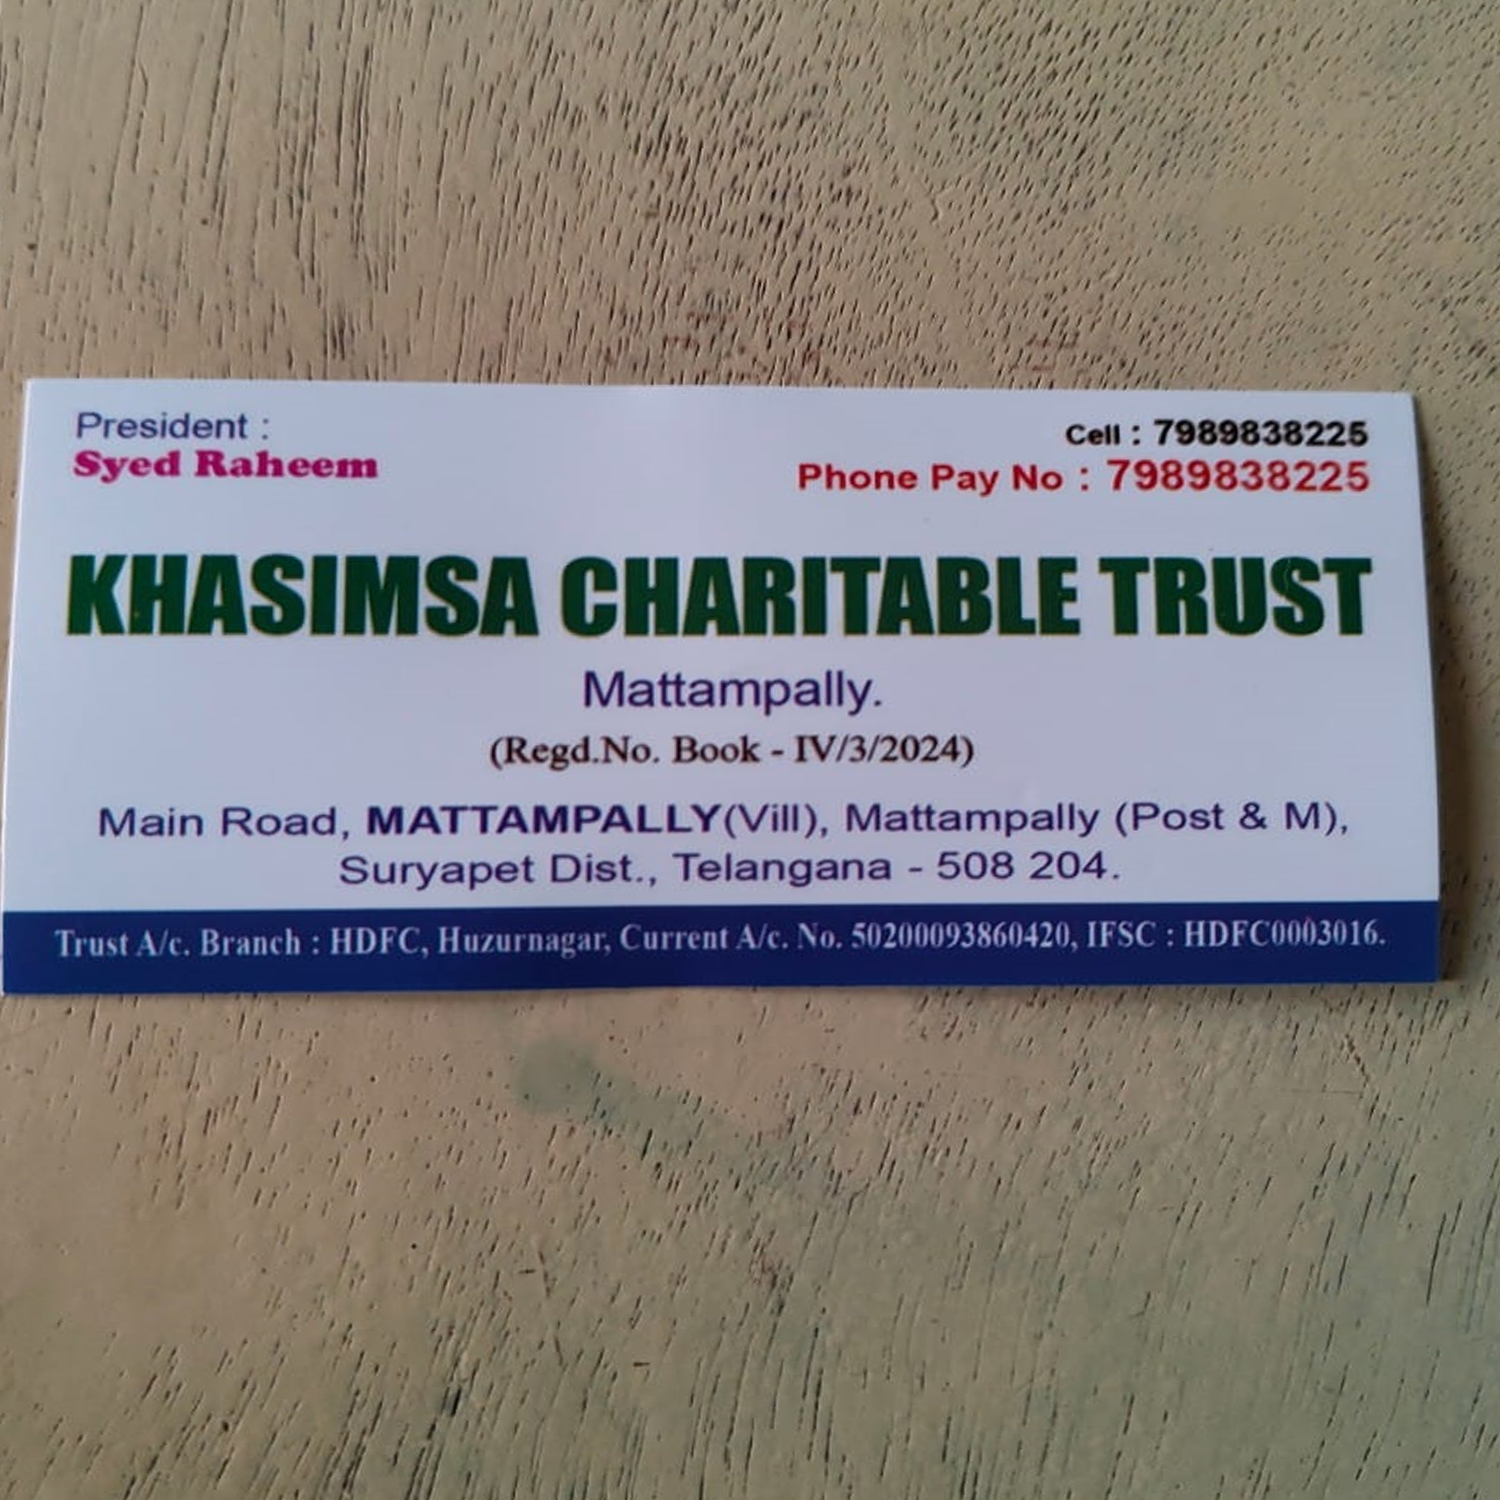 President :
Syed Raheem
Cell : 7989838225
Phone Pay No : 7989838225
KHASIMSA CHARITABLE TRUST
Mattampally.
(Regd.No. Book - IV/3/2024)
Main Road, MATTAMPALLY(Vill), Mattampally (Post & M),
Suryapet Dist., Telangana - 508 204.
Trust A/c. Branch : HDFC, Huzurnagar, Current A/c. No. 50200093860420, IFSC : HDFC0003016.